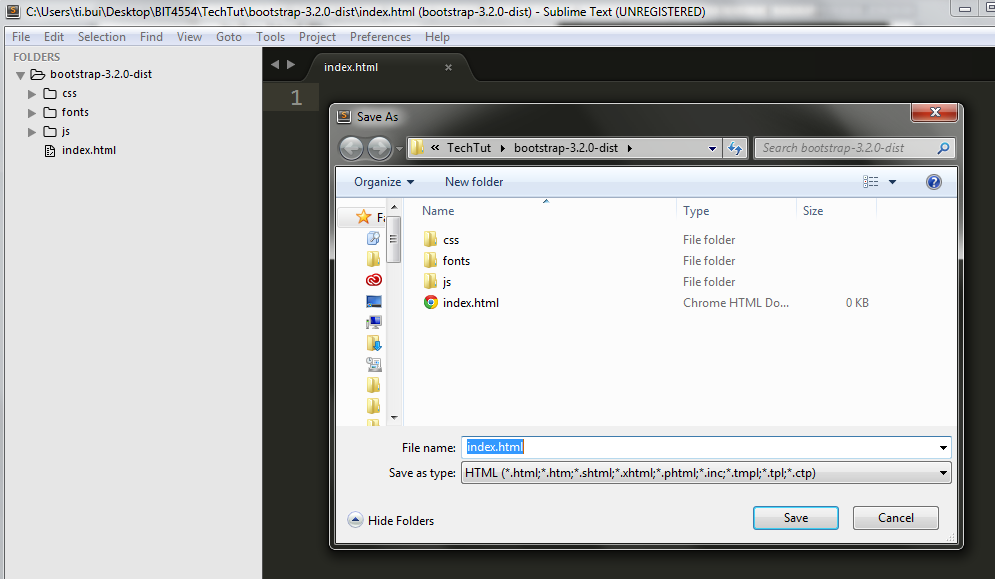 C:\Users\ti.bui\Desktop\BIT4554\TechTut\bootstrap-3.2.0-dist\index.html (bootstrap-3.2.0-dist) - Sublime Text (UNREGISTERED)
File Edit Selection Find View Goto Tools Project Preferences Help
FOLDERS
bootstrap-3.2.0-dist
css
fonts
js
index.html
index.html
1
Save As
« TechTut bootstrap-3.2.0-dist
Search bootstrap-3.2.0-dist
Organize New folder
Fa
Name Type Size
css File folder
fonts File folder
js File folder
index.html Chrome HTML Do... 0 KB
File name: index.html
Save as type: HTML (*.html;*.htm;*.shtml;*.xhtml;*.phtml;*.inc;*.tmpl;*.tpl;*.ctp)
Hide Folders
Save Cancel